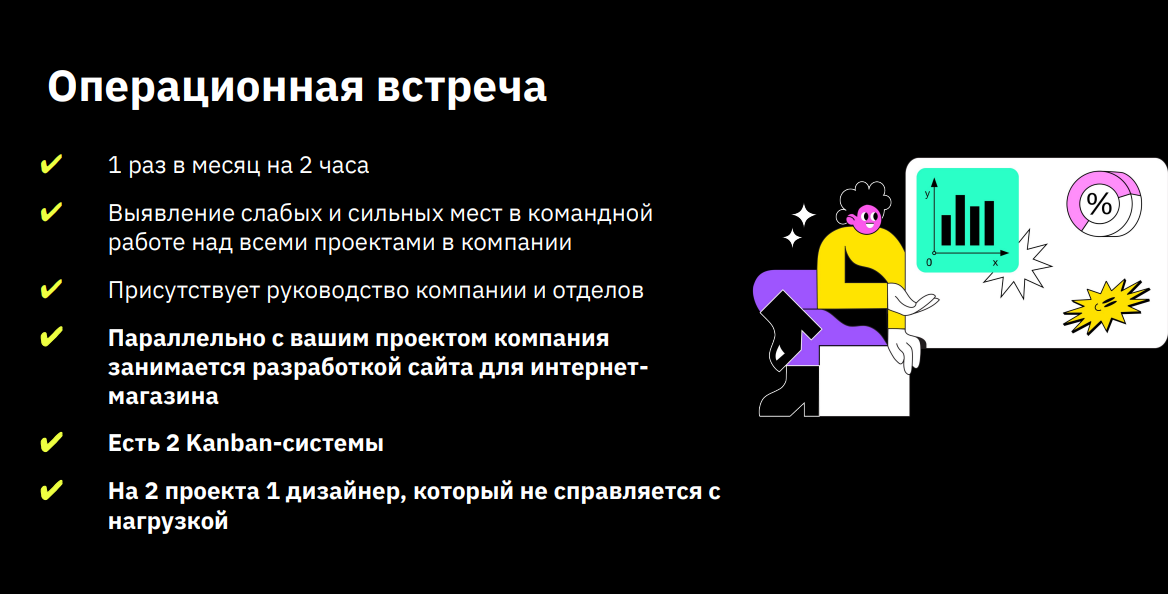 Операционная встреча
1 раз в месяц на 2 часа
Выявление слабых и сильных мест в командной
работе над всеми проектами в компании
Присутствует руководство компании и отделов
Параллельно с вашим проектом компания
занимается разработкой сайта для интернет-
магазина
Есть 2 Kanban-системы
На 2 проекта 1 дизайнер, который не справляется с
нагрузкой
y
0
x
%